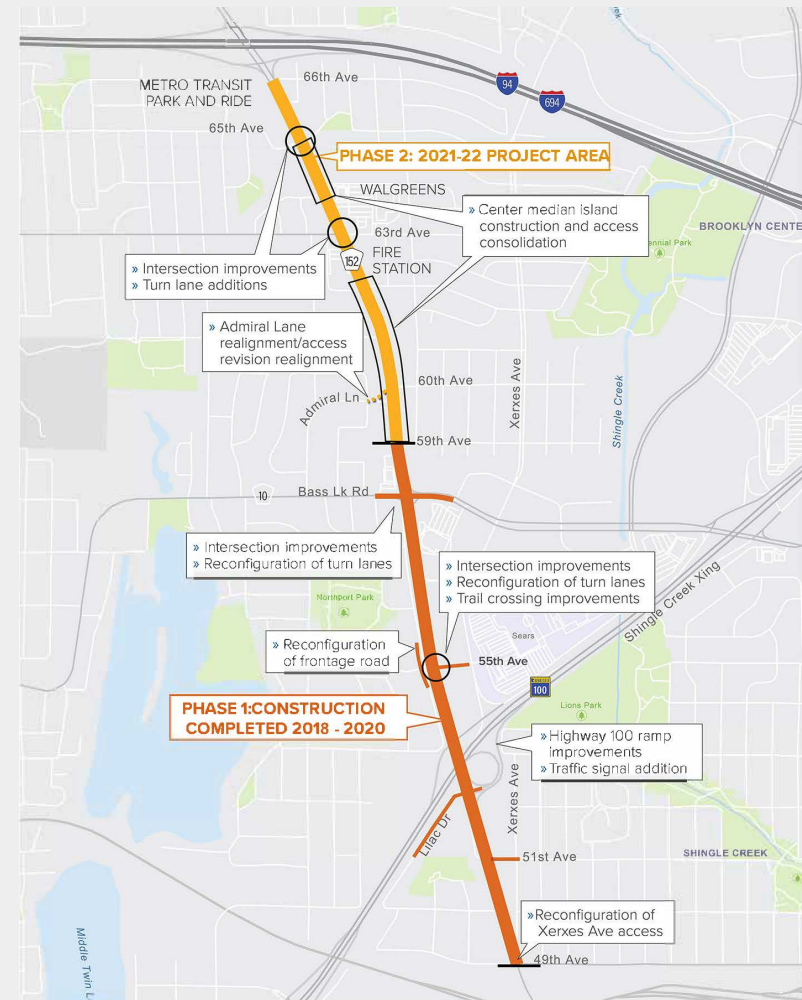 66th Ave
METRO TRANSIT
PARK AND RIDE
94
694
65th Ave
PHASE 2: 2021-22 PROJECT AREA
WALGREENS
» Center median island
construction and access
consolidation
BROOKLYN CENTE
ennial Park
63rd Ave
152
FIRE
STATION
» Intersection improvements
» Turn lane additions
» Admiral Lane
realignment/access
revision realignment
60th Ave
Xerxes Ave
Shingle Creek
Admiral Ln
59th Ave
10
Bass Lk Rd
» Intersection improvements
» Reconfiguration of turn lanes
» Intersection improvements
» Reconfiguration of turn lanes
» Trail crossing improvements
Shingle Creek Xing
Northport Park
Sears
» Reconfiguration
of frontage road
55th Ave
100
PHASE 1:CONSTRUCTION
COMPLETED 2018 - 2020
Lions Park
»Highway 100 ramp
improvements
»Traffic signal addition
Xerxes Ave
Lilac Dr
51st Ave
SHINGLE CREEK
»Reconfiguration of
Xerxes Ave access
Middle Twin L
49th Ave